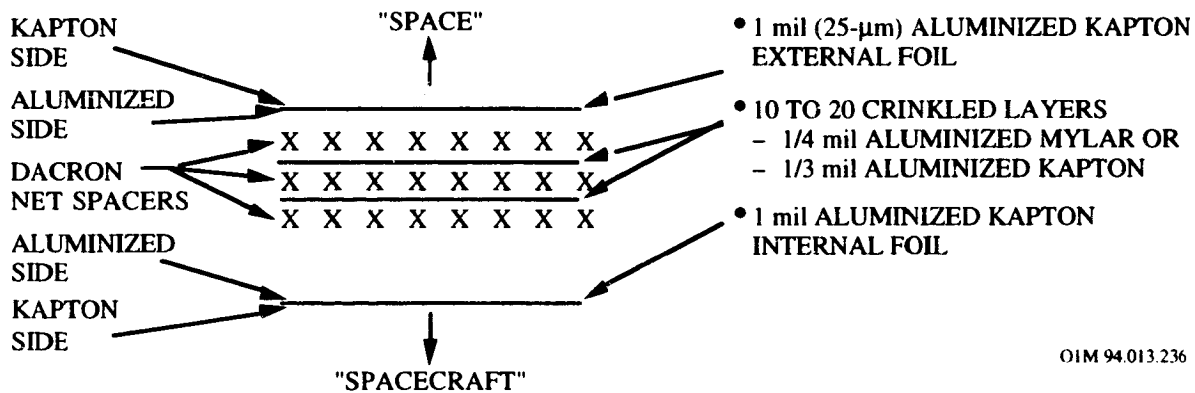 "SPACE"
KAPTON
SIDE
ALUMINIZED
SIDE
DACRON
NET SPACERS
ALUMINIZED
SIDE
KAPTON
SIDE
X X X X X X X X
X X X X X X X X
X X X X X X X X
"SPACECRAFT"
• 1 mil (25-μm) ALUMINIZED KAPTON
EXTERNAL FOIL
• 10 TO 20 CRINKLED LAYERS
– 1/4 mil ALUMINIZED MYLAR OR
– 1/3 mil ALUMINIZED KAPTON
• 1 mil ALUMINIZED KAPTON
INTERNAL FOIL
OIM 94.013.236